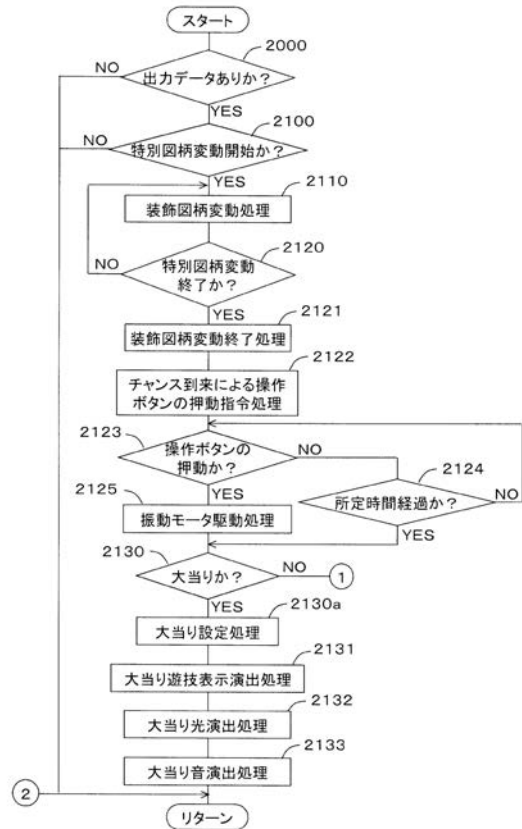 スタート
2000
NO
出力データありか?
YES
2100
NO
特別図柄変動開始か?
YES
2110
装飾図柄変動処理
2120
NO
特別図柄変動
終了か?
YES
2121
装飾図柄変動終了処理
2122
チャンス到来による操作
ボタンの押動指令処理
2123
操作ボタンの
押動か?
NO
2124
2125
YES
所定時間経過か?
NO
振動モータ駆動処理
YES
2130
大当りか?
NO
1
YES
2130a
大当り設定処理
2131
大当り遊技表示演出処理
2132
大当り光演出処理
2133
大当り音演出処理
2
リターン